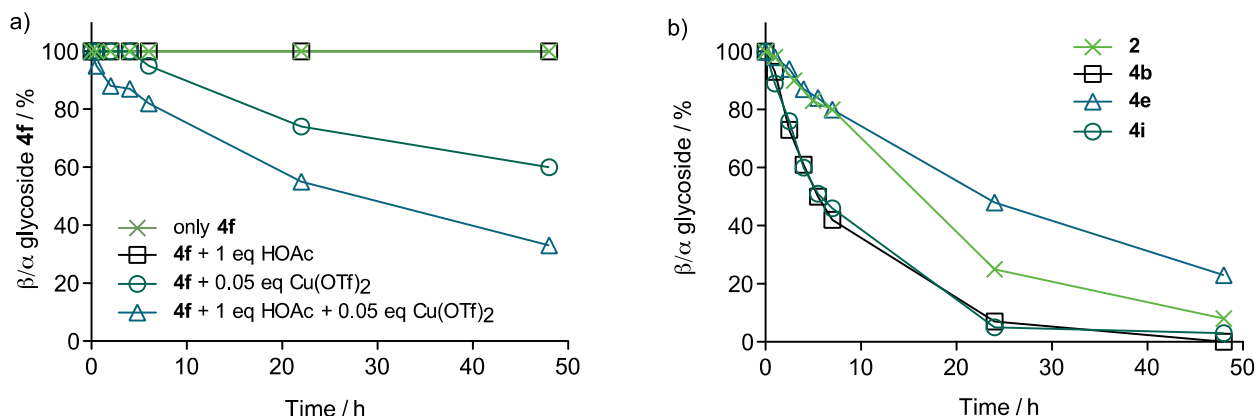 a)
β/α glycoside 4f / %
100
80
60
40
20
0
only 4f
4f + 1 eq HOAc
4f + 0.05 eq Cu(OTf)2
4f + 1 eq HOAc + 0.05 eq Cu(OTf)2
0 10 20 30 40 50
Time / h
b)
β/α glycoside / %
100
80
60
40
20
0
2
4b
4e
4i
0 10 20 30 40 50
Time / h